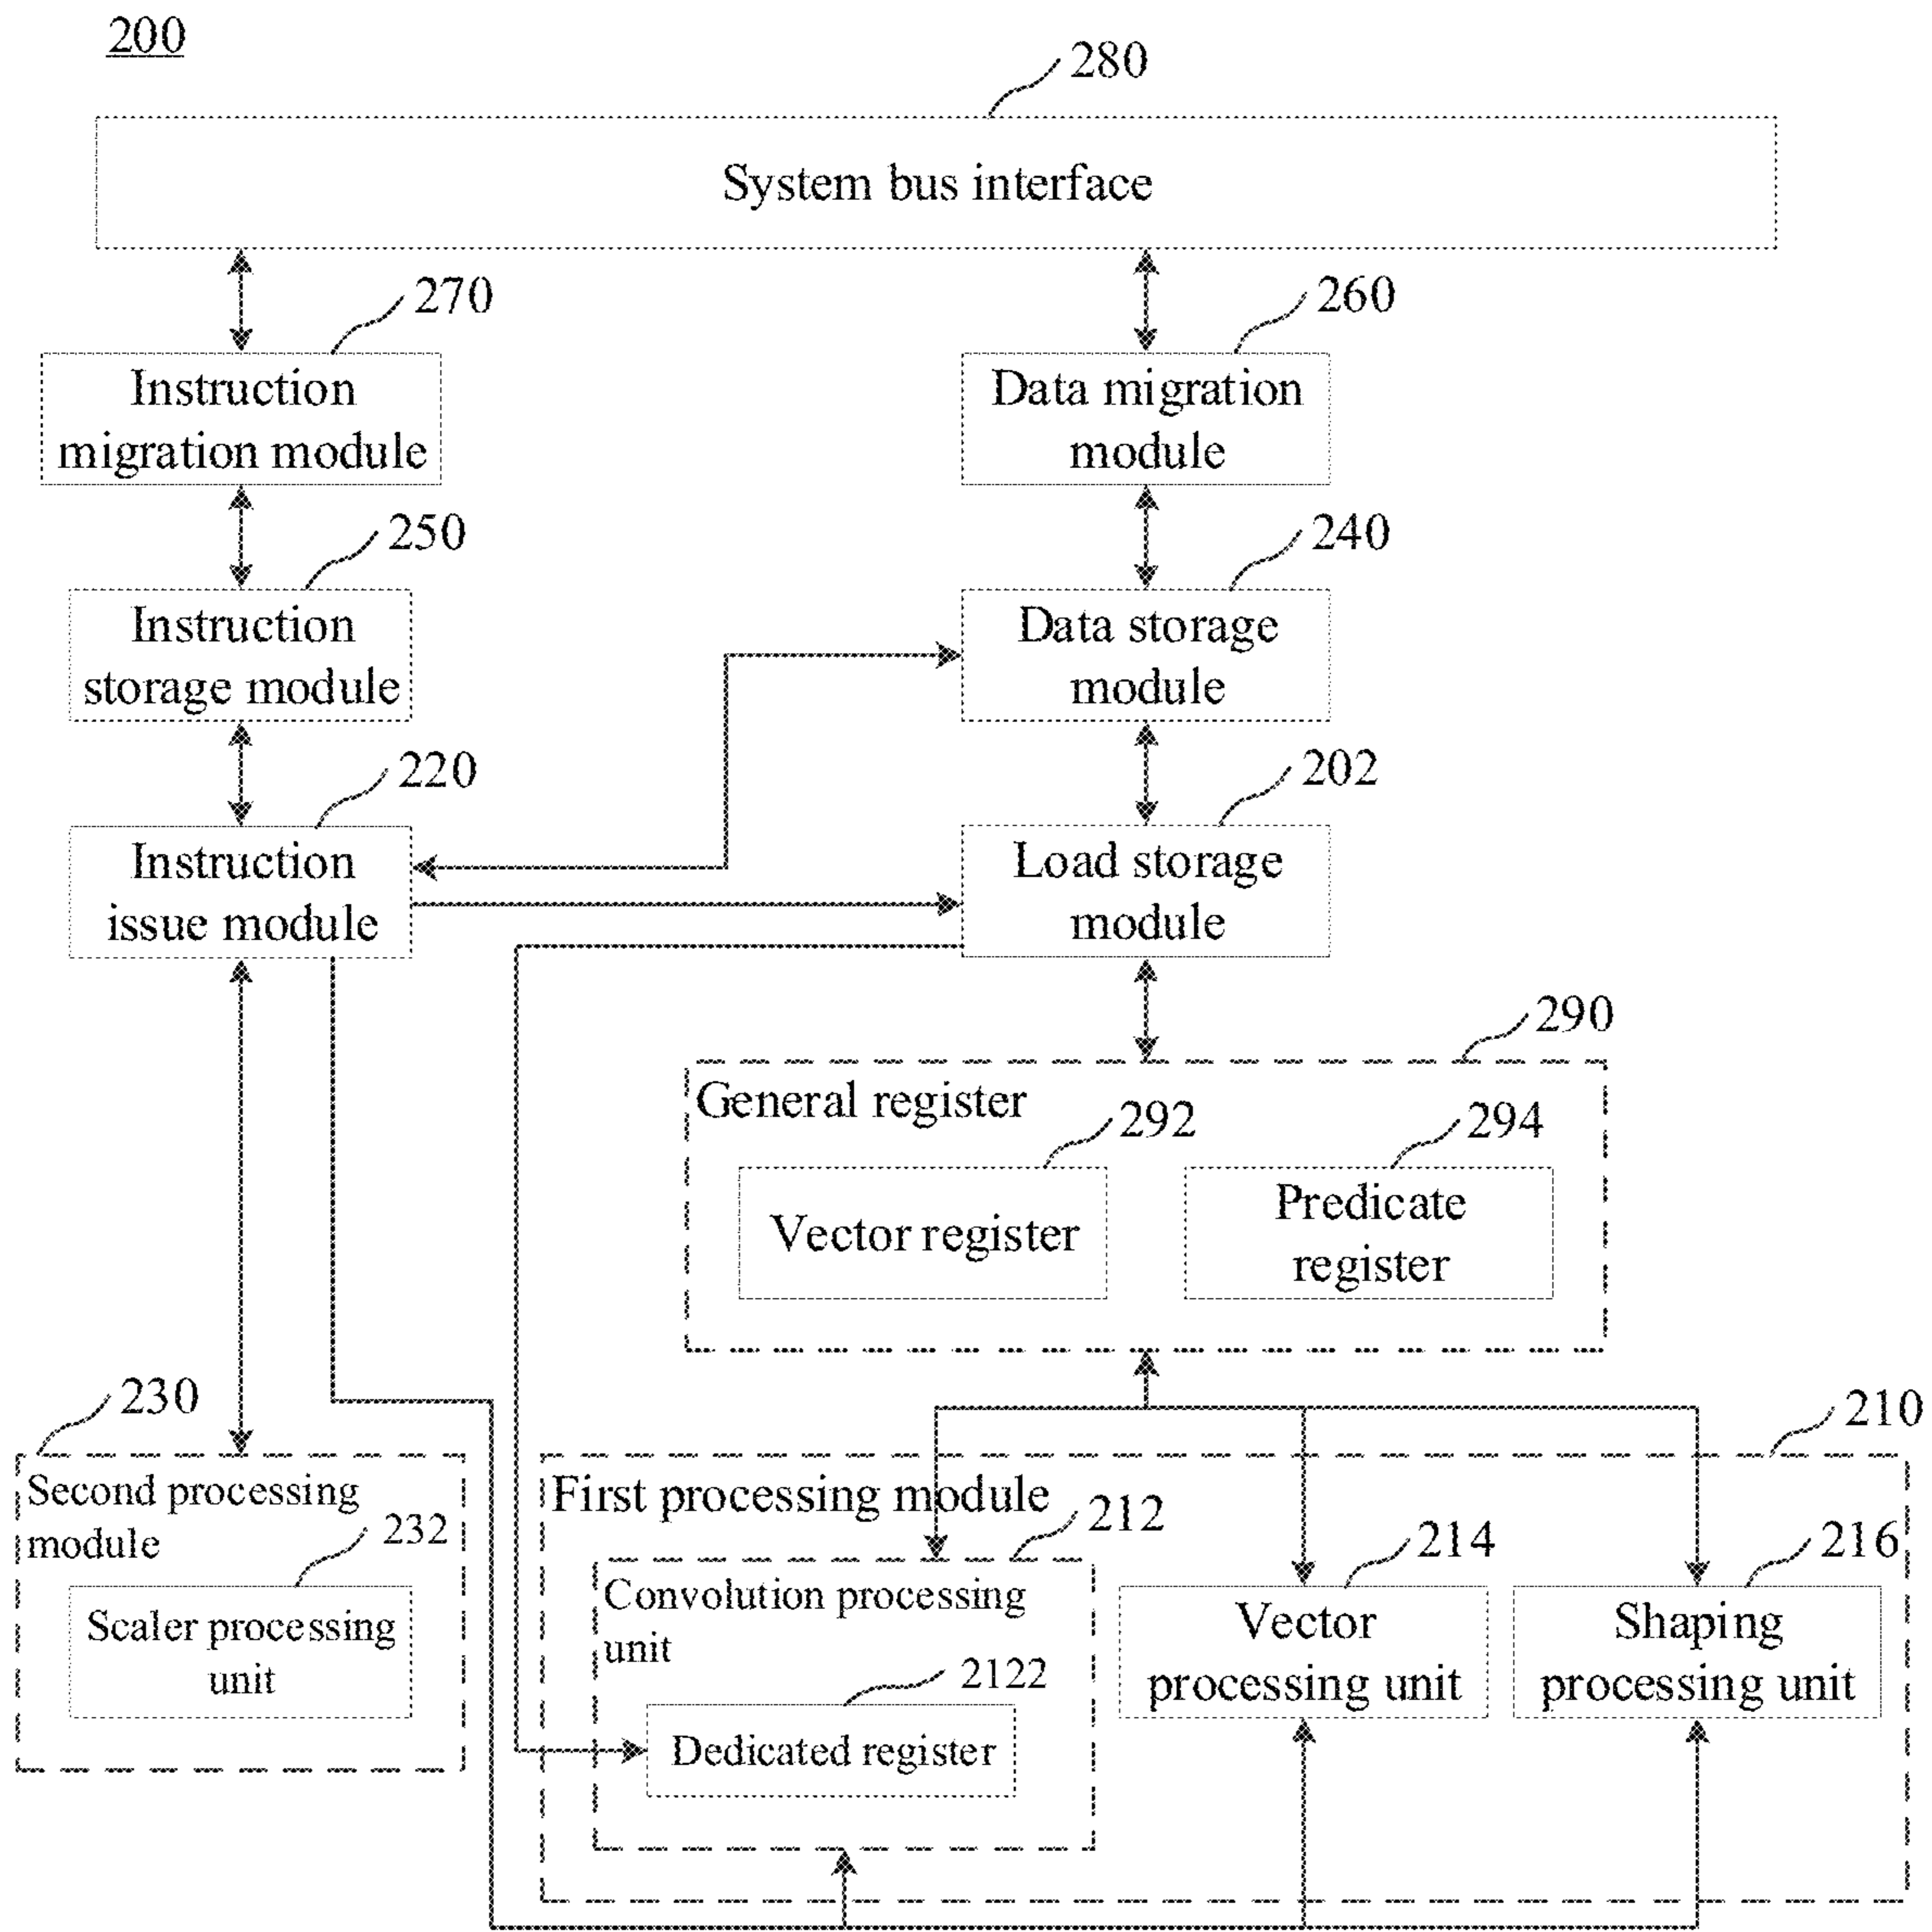 200
280
System bus interface
270
260
Instruction
migration module
Data migration
module
250
240
Instruction
storage module
Data storage
module
220
202
Instruction
issue module
Load storage
module
290
General register
292
294
Vector register
Predicate
register
230
210
Second processing
module
232
Scaler processing
unit
First processing module
212
214
216
Convolution processing
unit
2122
Dedicated register
Vector
processing unit
Shaping
processing unit